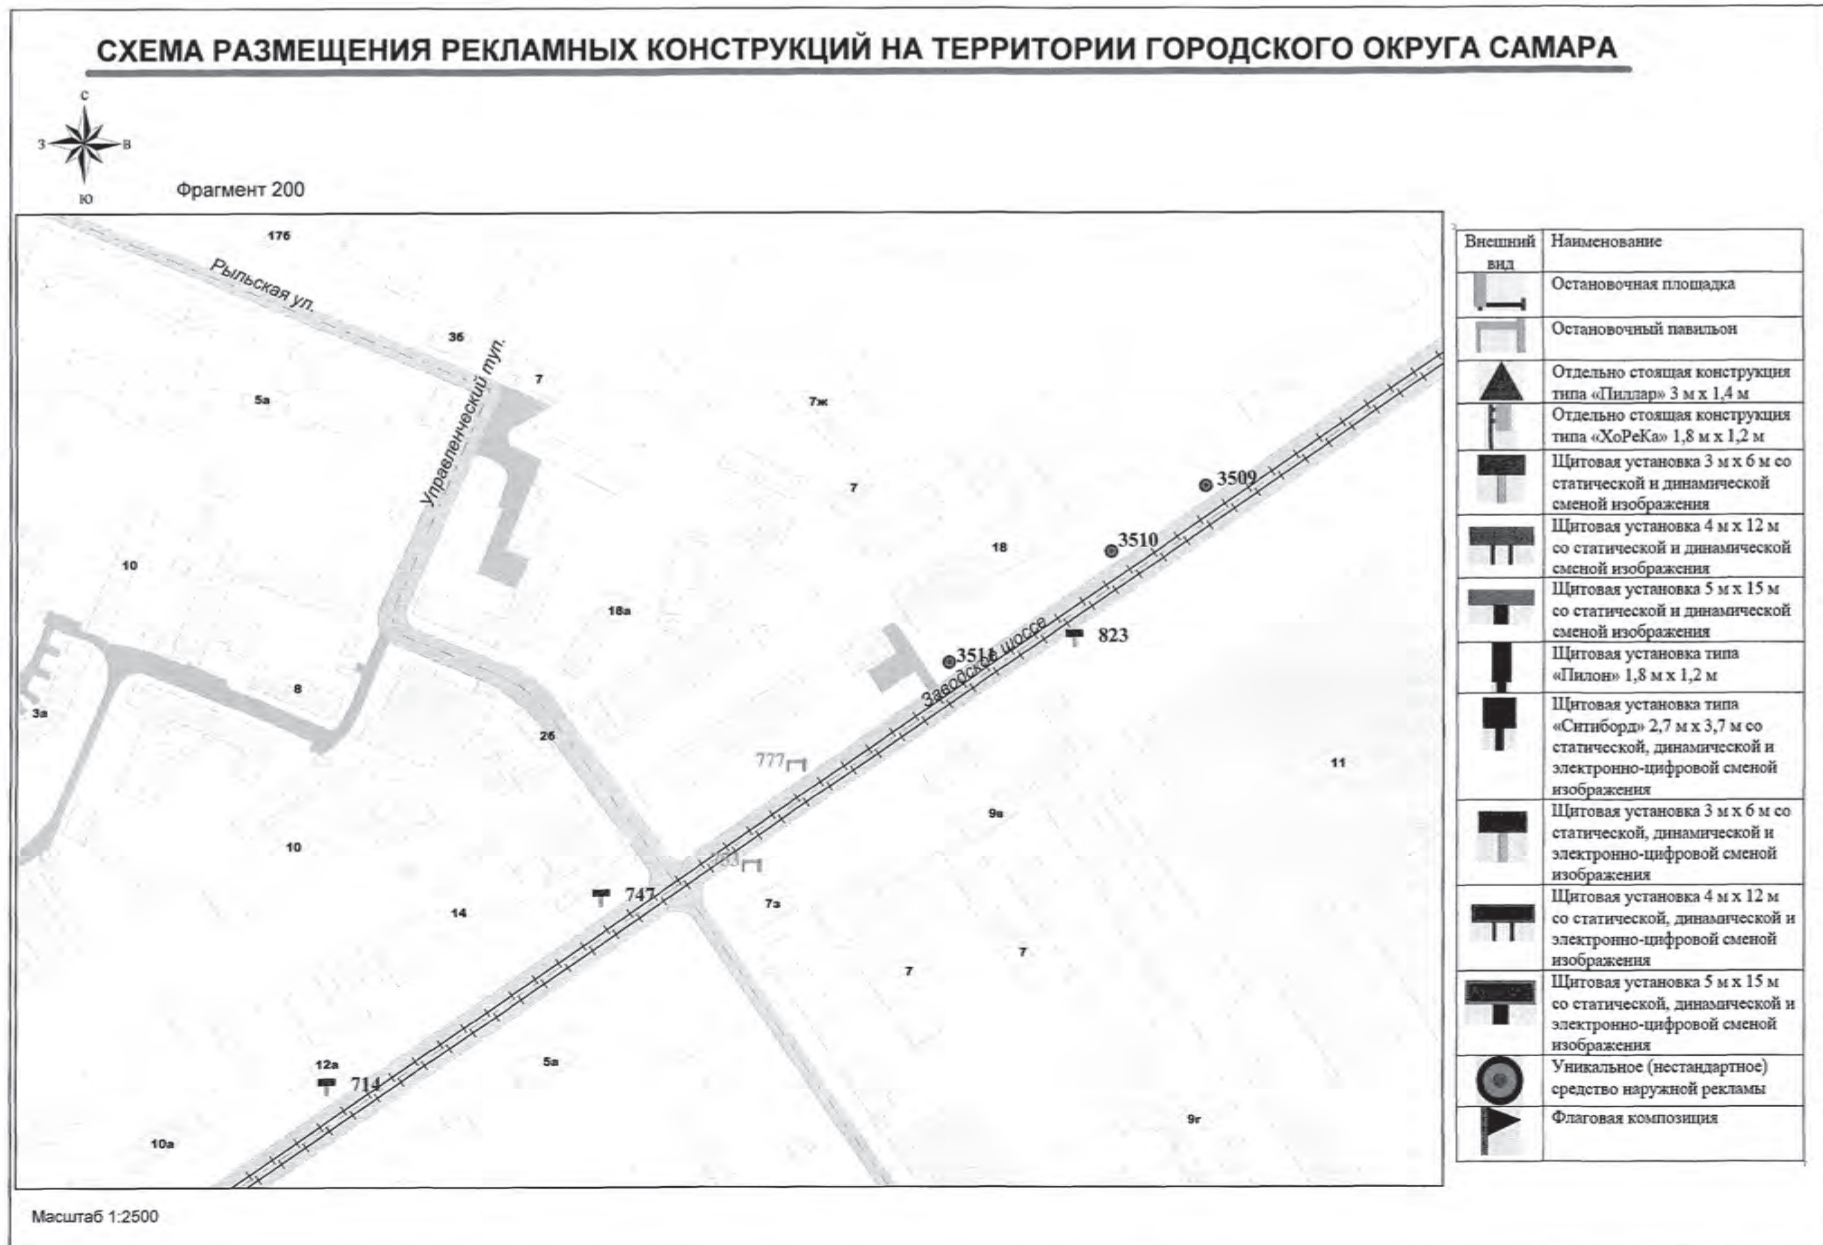 СХЕМА РАЗМЕЩЕНИЯ РЕКЛАМНЫХ КОНСТРУКЦИЙ НА ТЕРРИТОРИИ ГОРОДСКОГО ОКРУГА САМАРА
С
З
В
Ю
Фрагмент 200
176
Рыльская ул.
3б
Управленческий туп.
7
5а
7ж
7
3509
3510
18
10
18а
823
3511
Заводское шоссе
8
3а
2б
777
11
9в
10
747
7з
14
7
7
12а
714
5а
9г
10а
Масштаб 1:2500
Внешний
вид
Наименование
Остановочная площадка
Остановочный павильон
Отдельно стоящая конструкция
типа «Пиллар» 3 м х 1,4 м
Отдельно стоящая конструкция
типа «ХоРеКа» 1,8 м х 1,2 м
Щитовая установка 3 м х 6 м со
статической и динамической
сменой изображения
Щитовая установка 4 м х 12 м
со статической и динамической
сменой изображения
Щитовая установка 5 м х 15 м
со статической и динамической
сменой изображения
Щитовая установка типа
«Пилон» 1,8 м х 1,2 м
Щитовая установка типа
«Ситиборд» 2,7 м х 3,7 м со
статической, динамической и
электронно-цифровой сменой
изображения
Щитовая установка 3 м х 6 м со
статической, динамической и
электронно-цифровой сменой
изображения
Щитовая установка 4 м х 12 м
со статической, динамической и
электронно-цифровой сменой
изображения
Щитовая установка 5 м х 15 м
со статической, динамической и
электронно-цифровой сменой
изображения
Уникальное (нестандартное)
средство наружной рекламы
Флаговая композиция